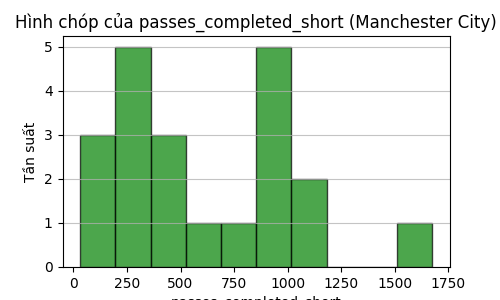 Hình chóp của passes_completed_short (Manchester City)
5
4
3
2
1
0
Tần suất
0 250 500 750 1000 1250 1500 1750
passes_completed_short